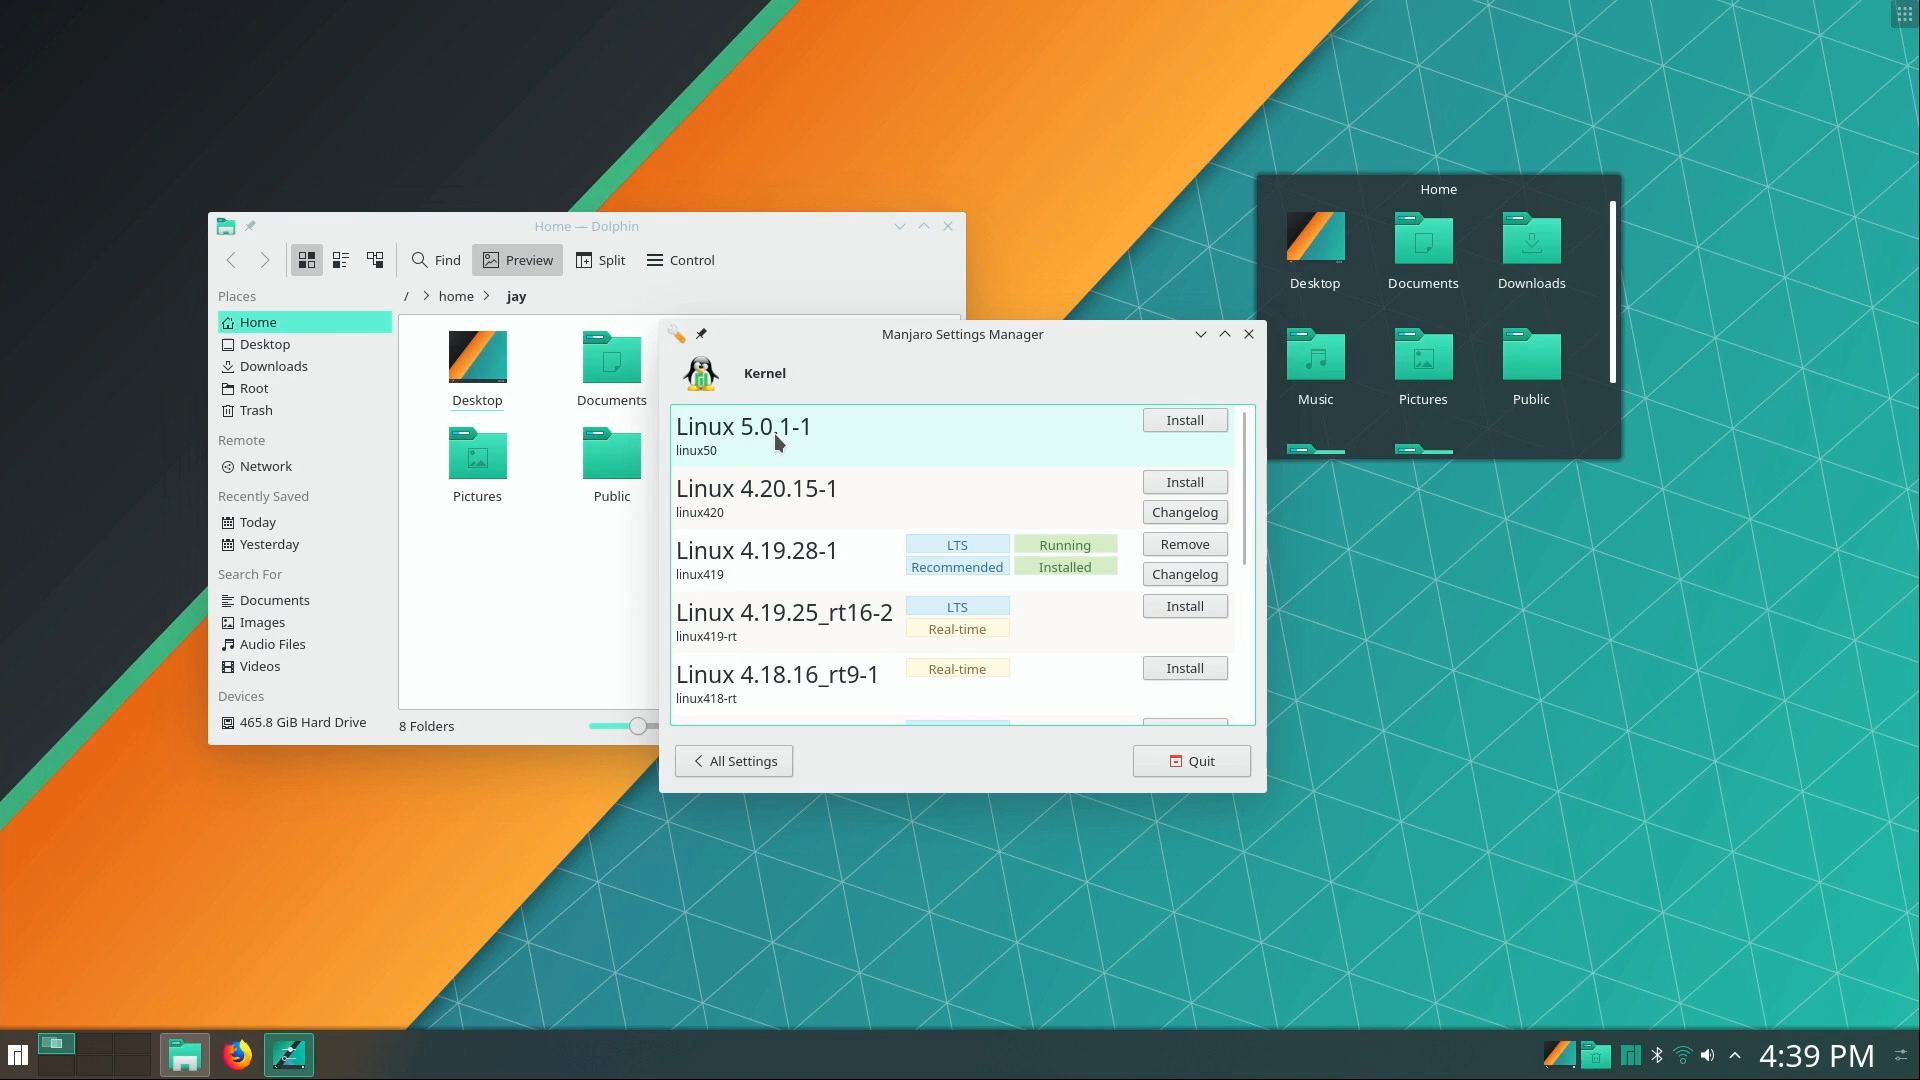 Home
Desktop
Documents
Downloads
Music
Pictures
Public
Home — Dolphin
Find
Preview
Split
Control
/ > home > jay
Places
Home
Desktop
Downloads
Root
Trash
Remote
Network
Recently Saved
Today
Yesterday
Search For
Documents
Images
Audio Files
Videos
Devices
465.8 GiB Hard Drive
Desktop
Documents
Pictures
Public
8 Folders
Manjaro Settings Manager
Kernel
Linux 5.0.1-1
linux50
Install
Linux 4.20.15-1
linux420
Install
Changelog
Linux 4.19.28-1
linux419
LTS
Running
Recommended
Installed
Remove
Changelog
Linux 4.19.25_rt16-2
linux419-rt
LTS
Real-time
Install
Linux 4.18.16_rt9-1
linux418-rt
Real-time
Install
All Settings
Quit
4:39 PM